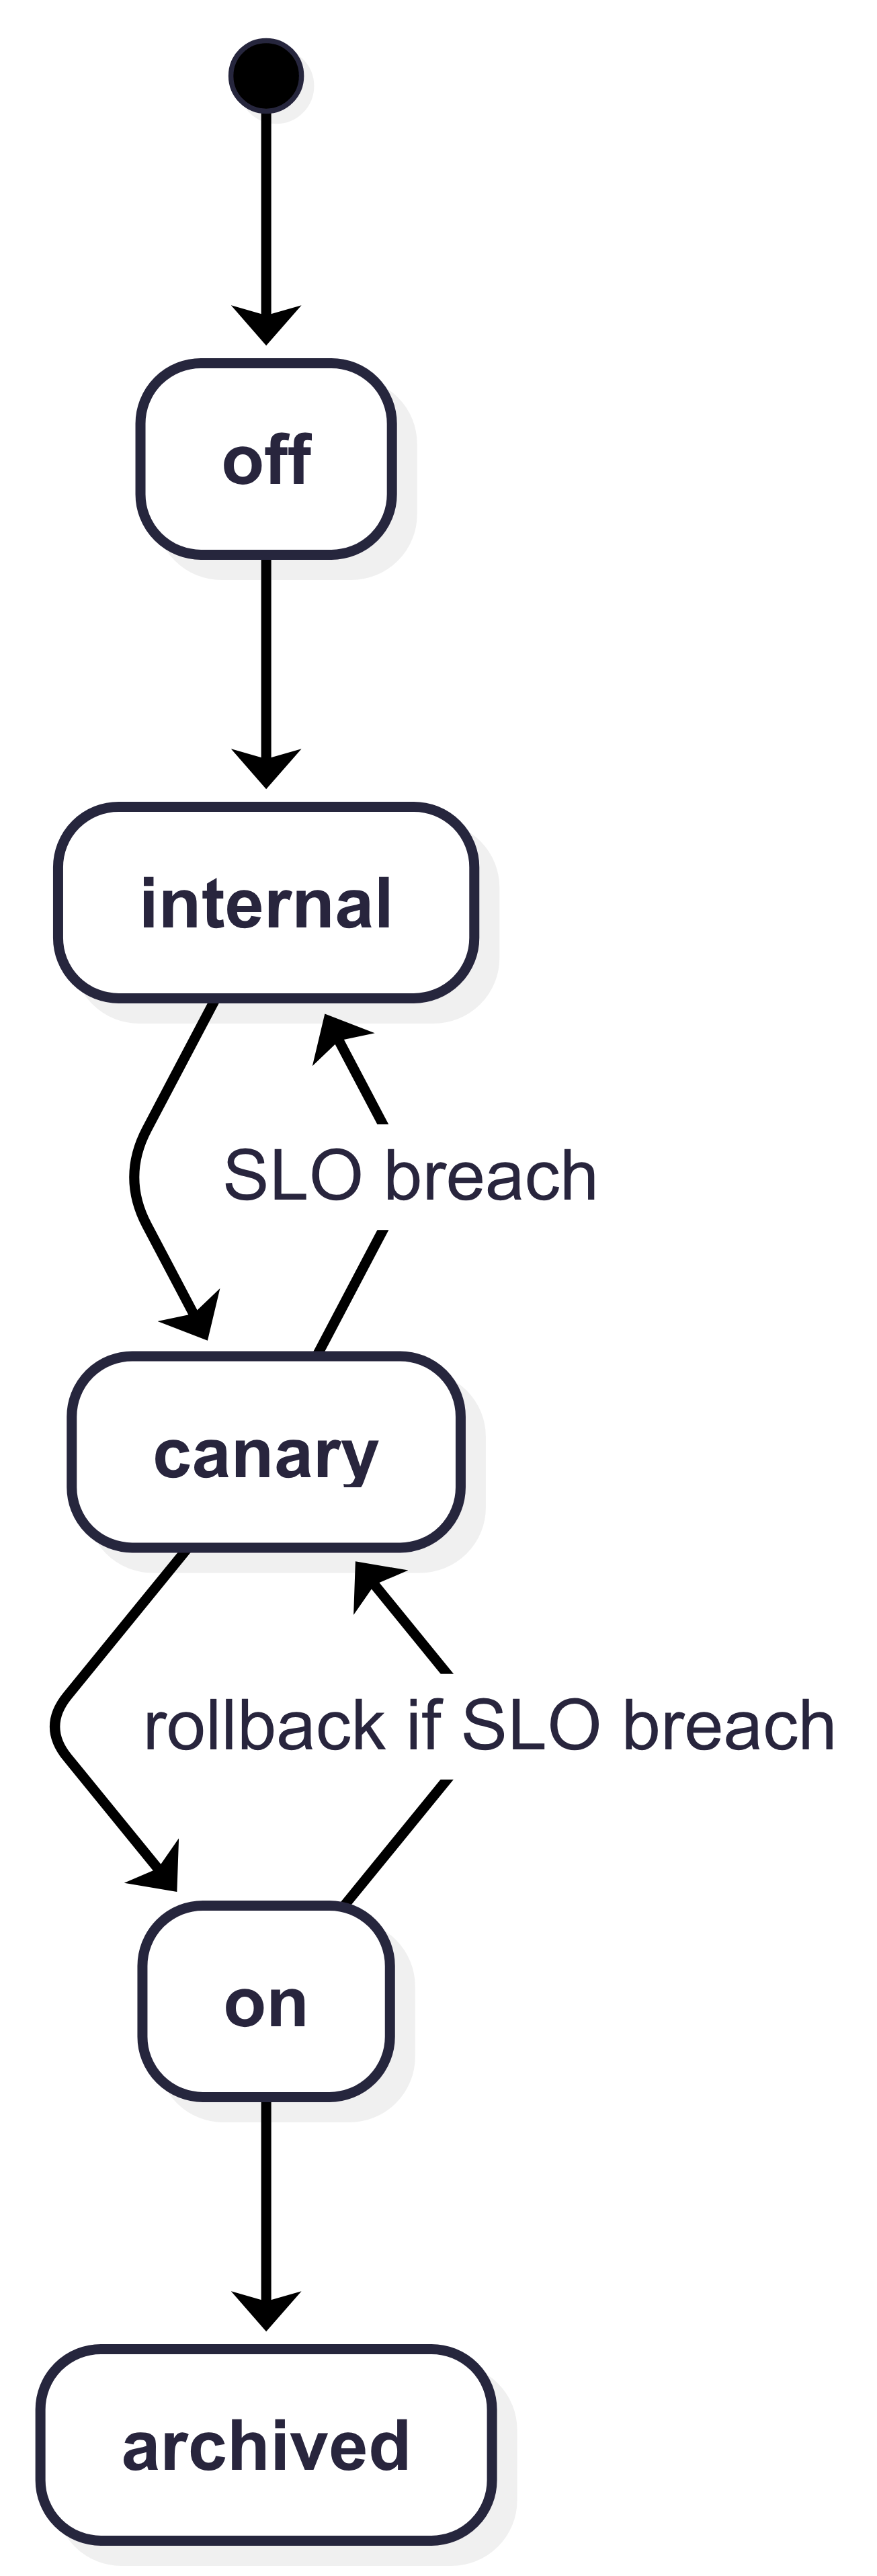 off
internal
SLO breach
canary
rollback if SLO breach
on
archived